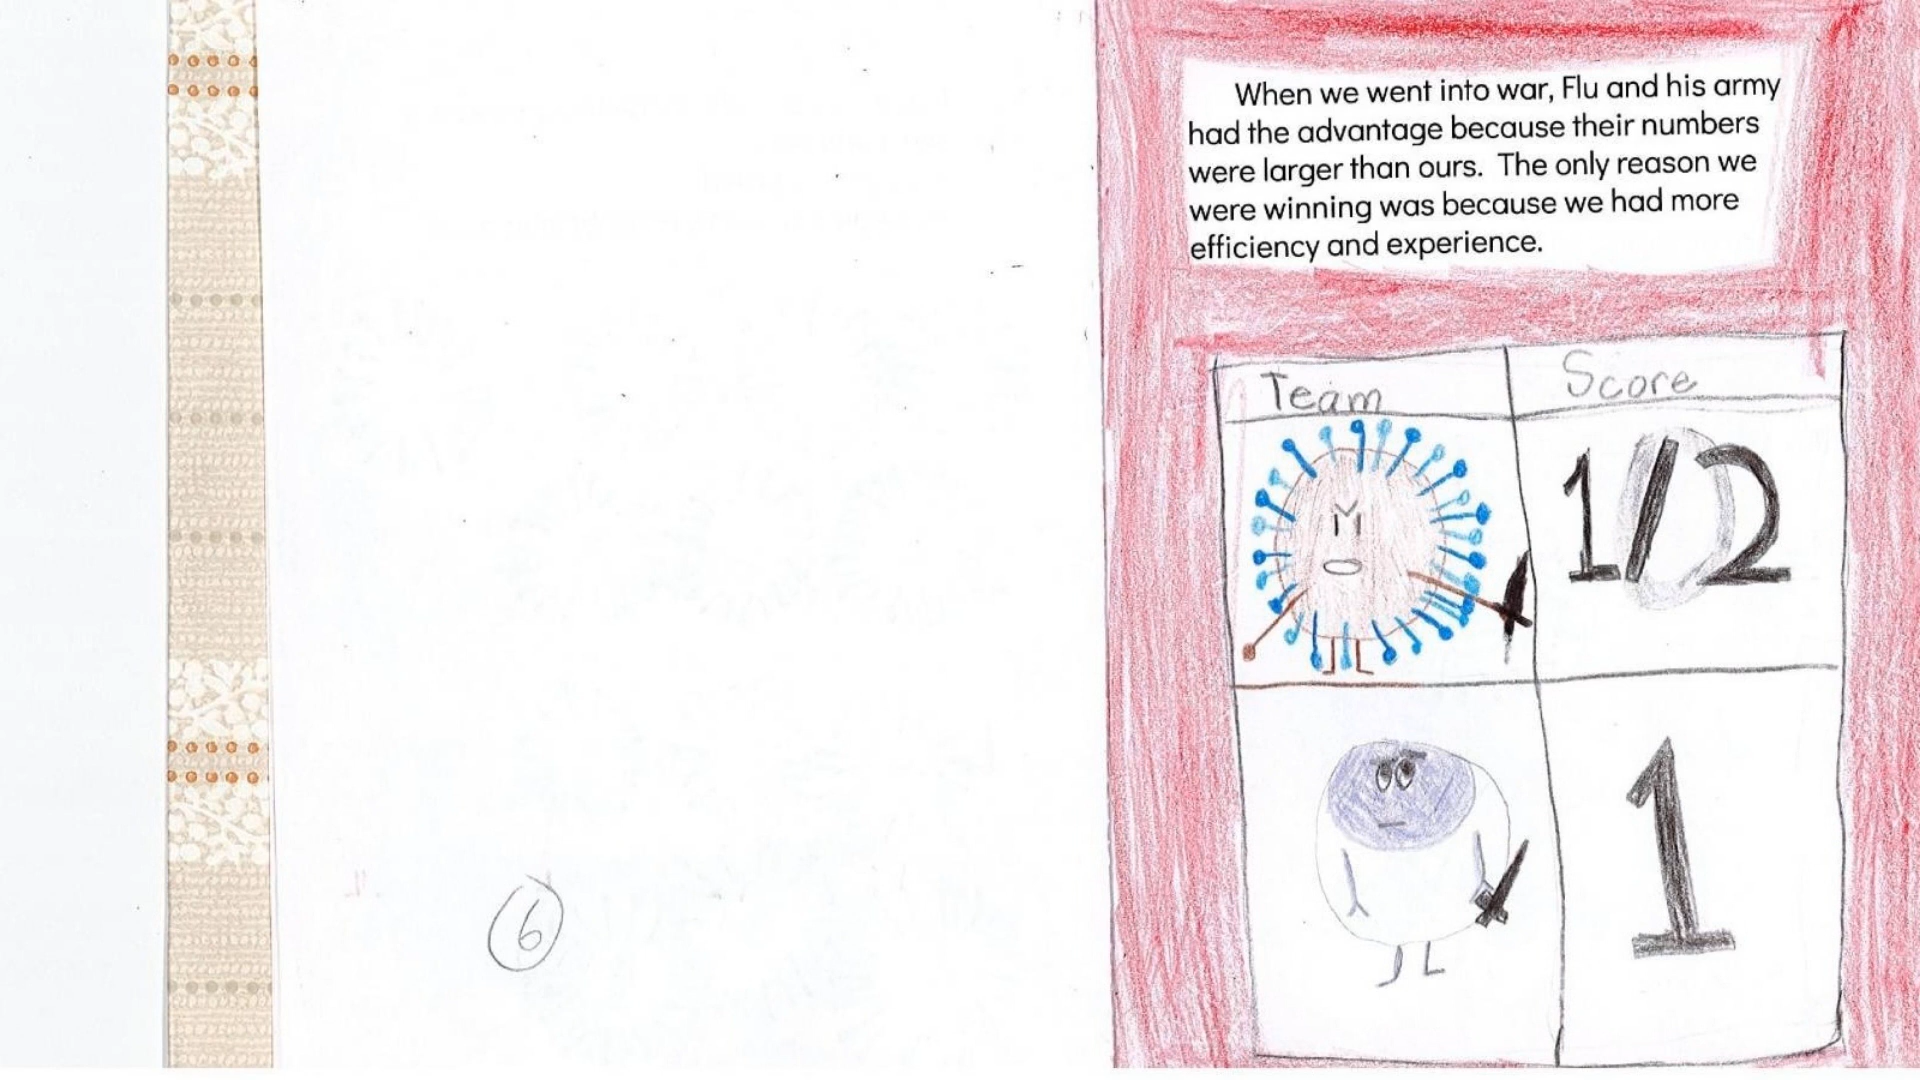 When we went into war, Flu and his army
had the advantage because their numbers
were larger than ours. The only reason we
were winning was because we had more
efficiency and experience.
Team Score
1/2
1
6